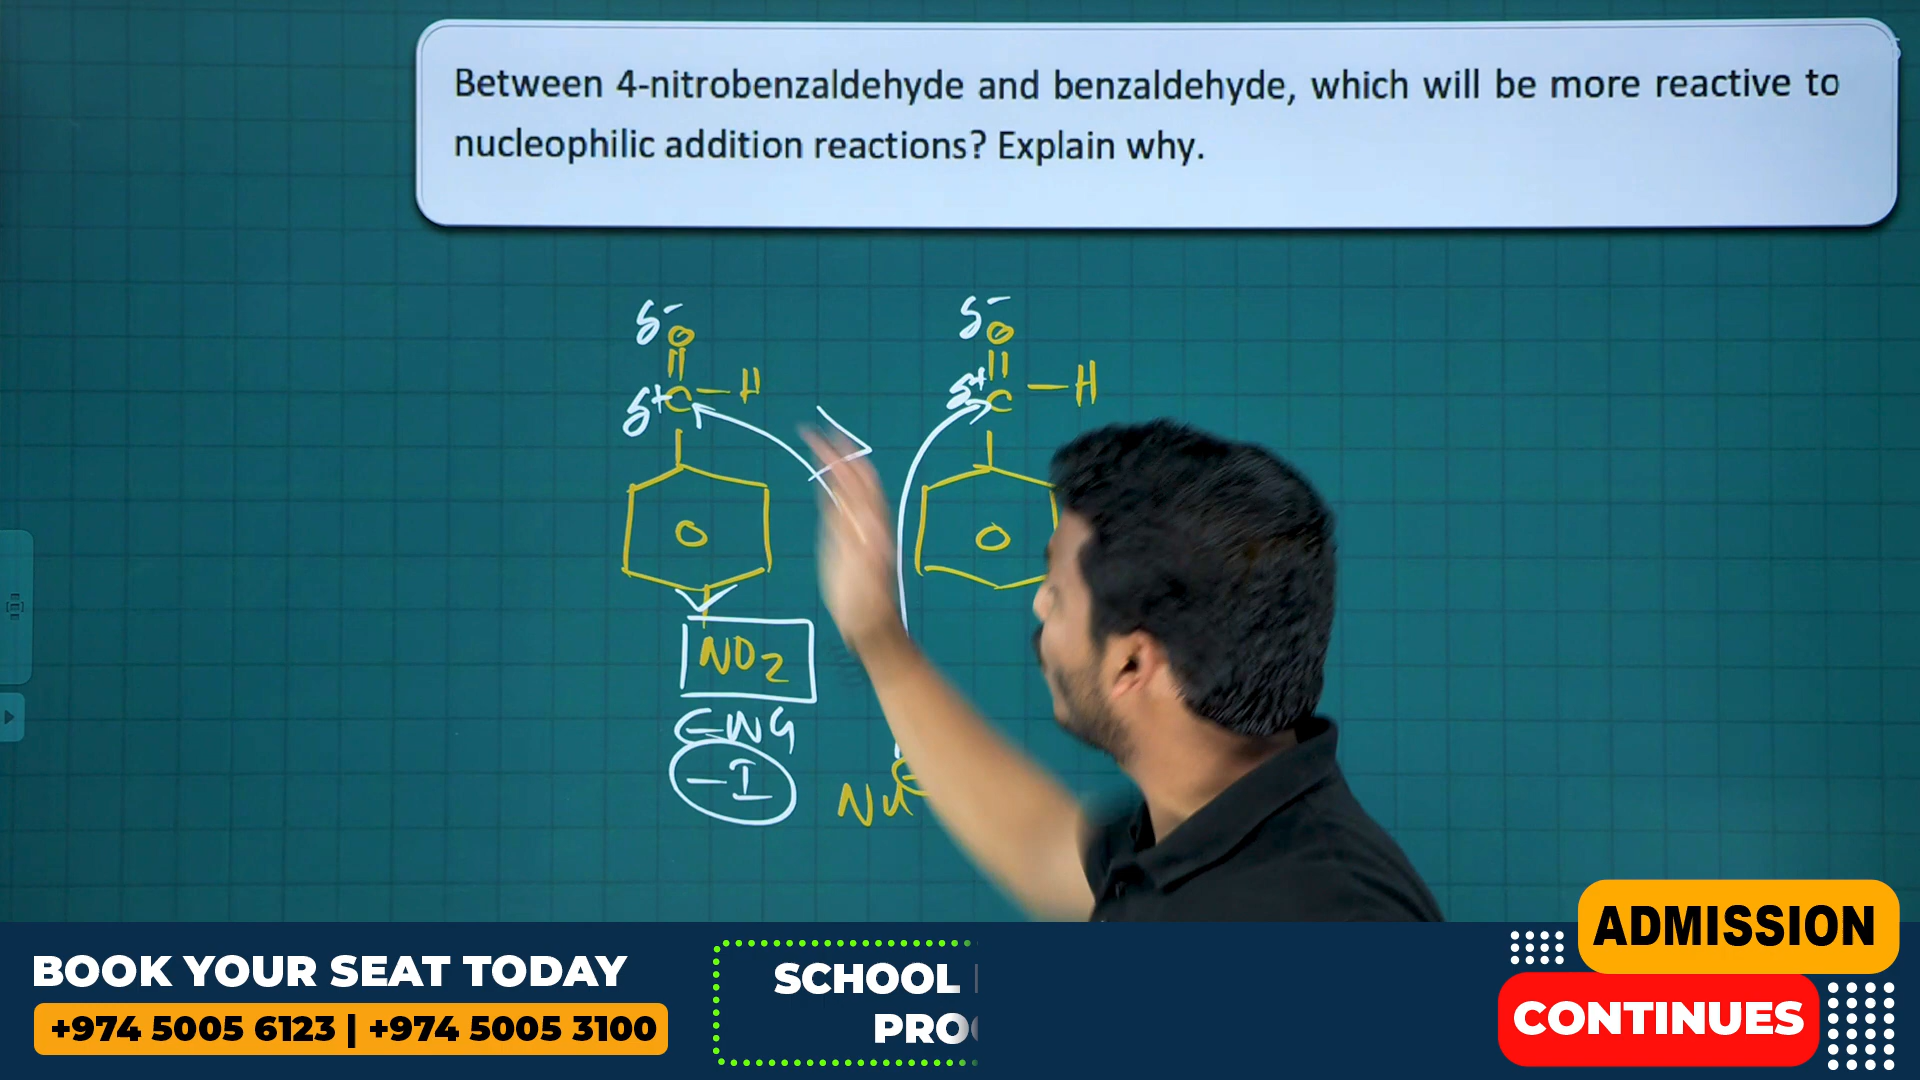 Between 4-nitrobenzaldehyde and benzaldehyde, which will be more reactive to
nucleophilic addition reactions? Explain why.
δ- O
δ+ C - H
O
NO2
EWG
-I
δ- O
δ+ C - H
O
Nu
BOOK YOUR SEAT TODAY
+974 5005 6123 | +974 5005 3100
SCHOOL
PRO
ADMISSION
CONTINUES